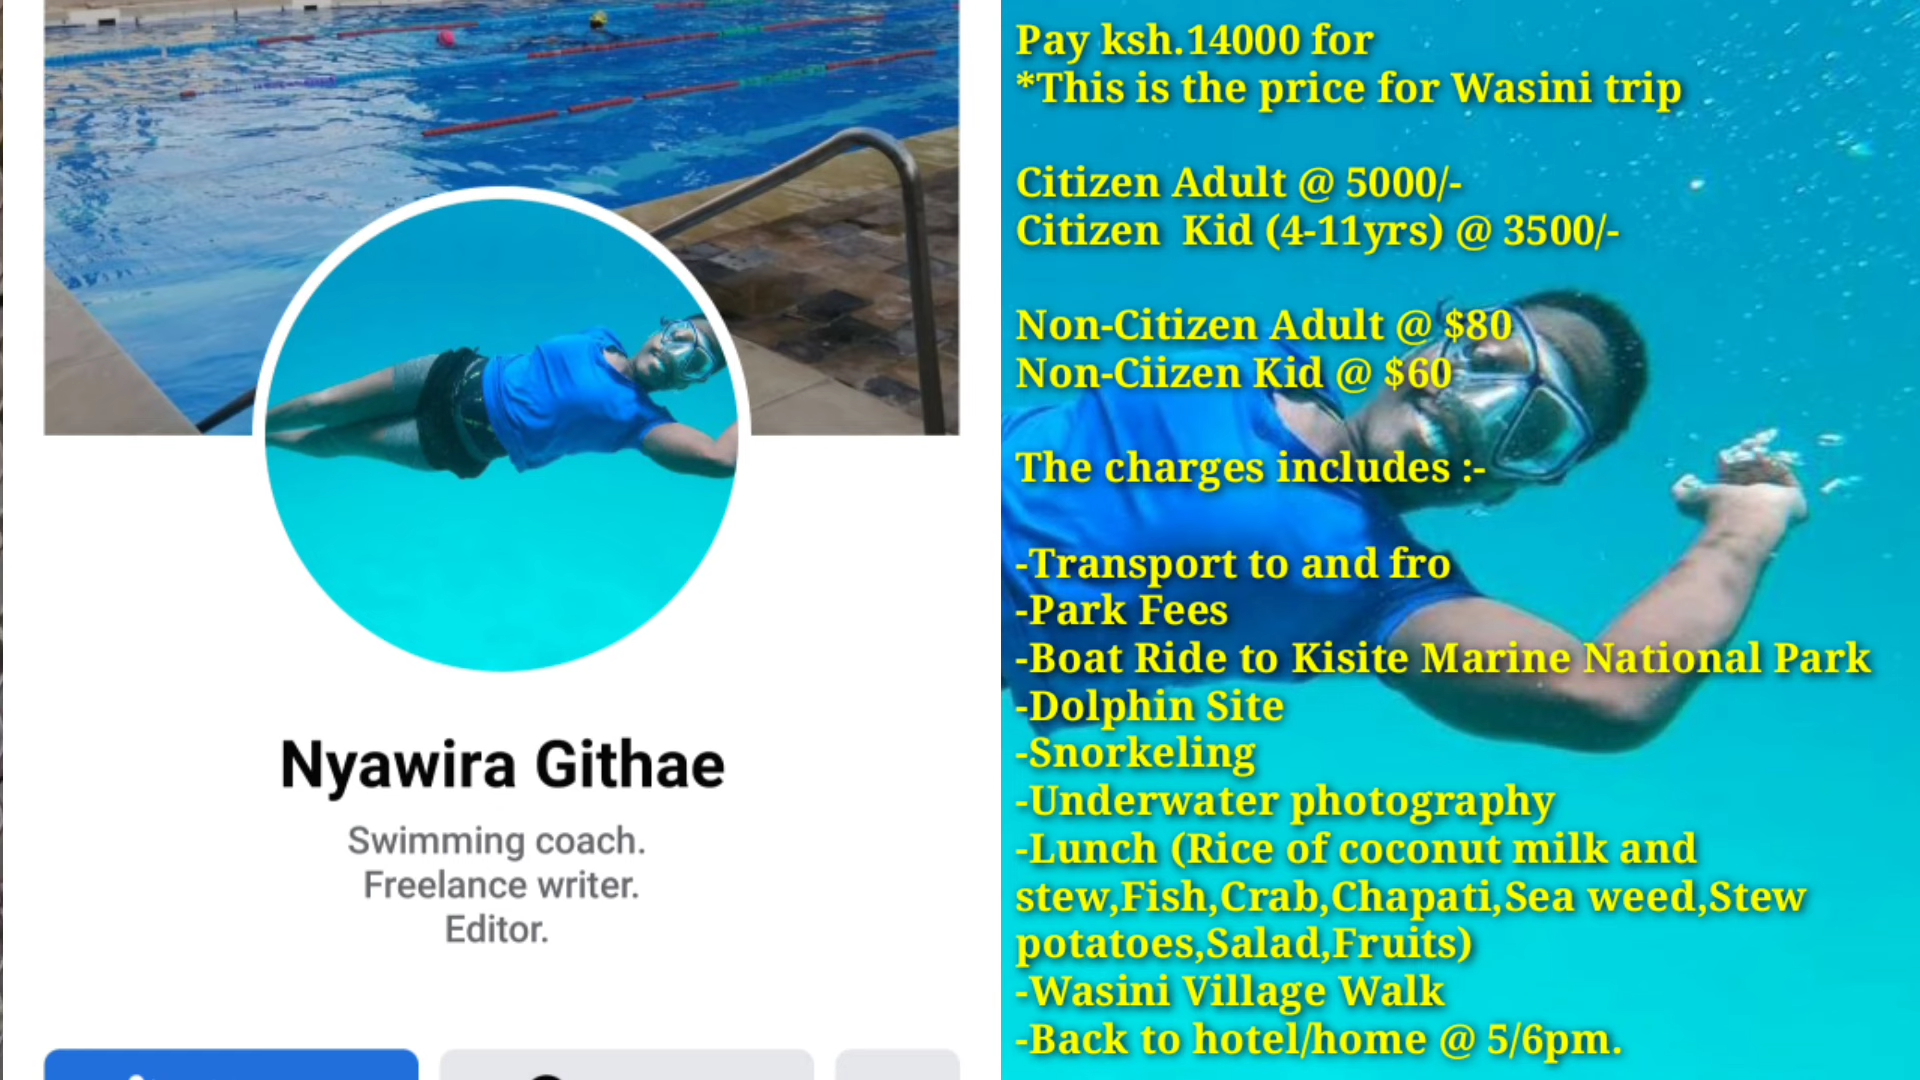 Nyawira Githae
Swimming coach.
Freelance writer.
Editor.
Pay ksh.14000 for
*This is the price for Wasini trip
Citizen Adult @ 5000/-
Citizen  Kid (4-11yrs) @ 3500/-
Non-Citizen Adult @ $80
Non-Ciizen Kid @ $60
The charges includes :-
-Transport to and fro
-Park Fees
-Boat Ride to Kisite Marine National Park
-Dolphin Site
-Snorkeling
-Underwater photography
-Lunch (Rice of coconut milk and
stew,Fish,Crab,Chapati,Sea weed,Stew
potatoes,Salad,Fruits)
-Wasini Village Walk
-Back to hotel/home @ 5/6pm.